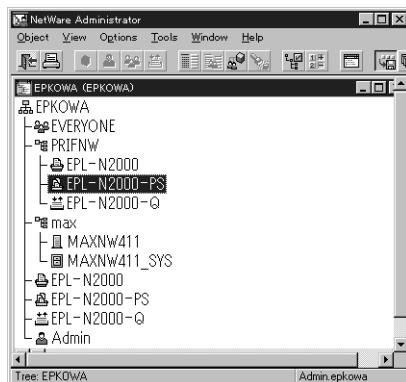 NetWare Administrator
Object View Options Tools Window Help
EPKOWA (EPKOWA)
EPKOWA
EVERYONE
PRIFNW
EPL-N2000
EPL-N2000-PS
EPL-N2000-Q
max
MAXNW411
MAXNW411_SYS
EPL-N2000
EPL-N2000-PS
EPL-N2000-Q
Admin
Tree: EPKOWA Admin.epkowa